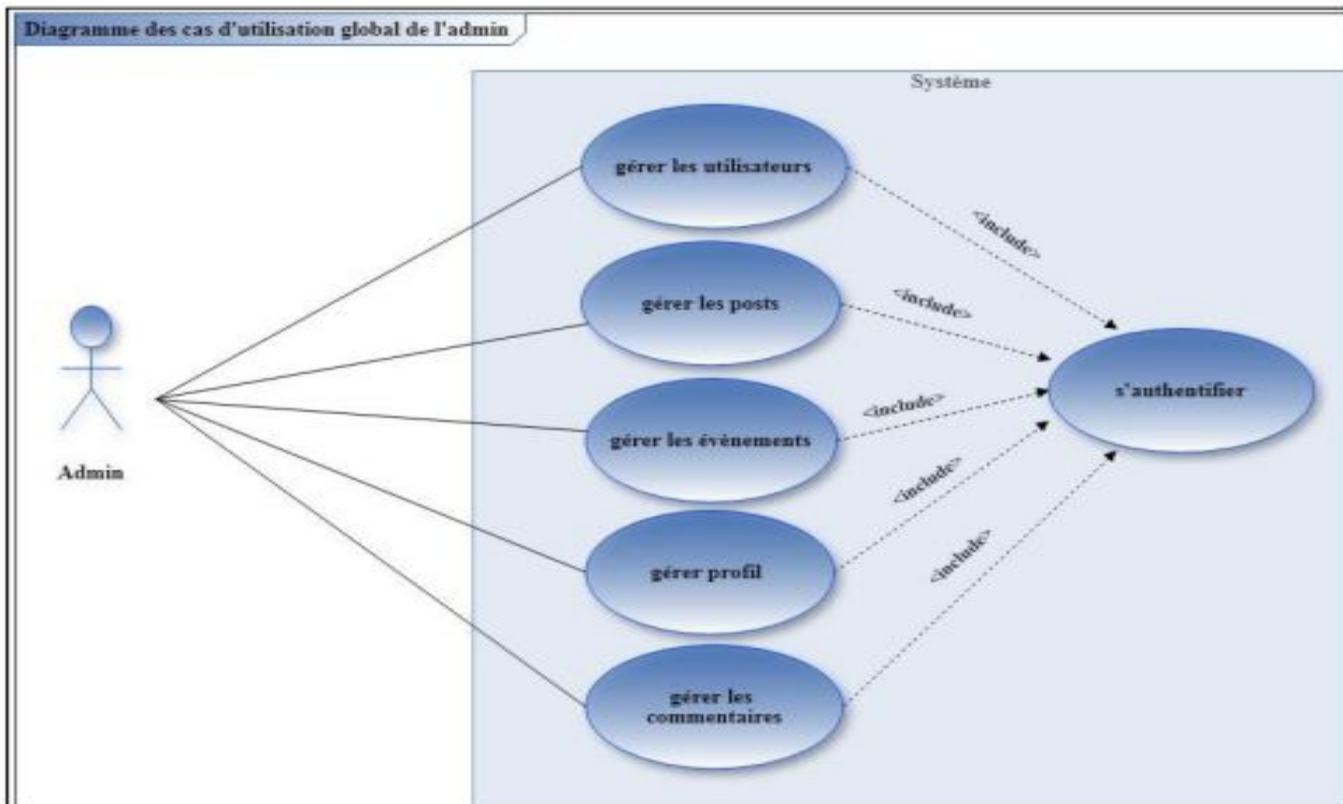 Diagramme des cas d'utilisation global de l'admin
Système
gérer les utilisateurs
<include>
gérer les posts
<include>
s'authentifier
gérer les évènements
<include>
Admin
gérer profil
<include>
gérer les
commentaires
<include>